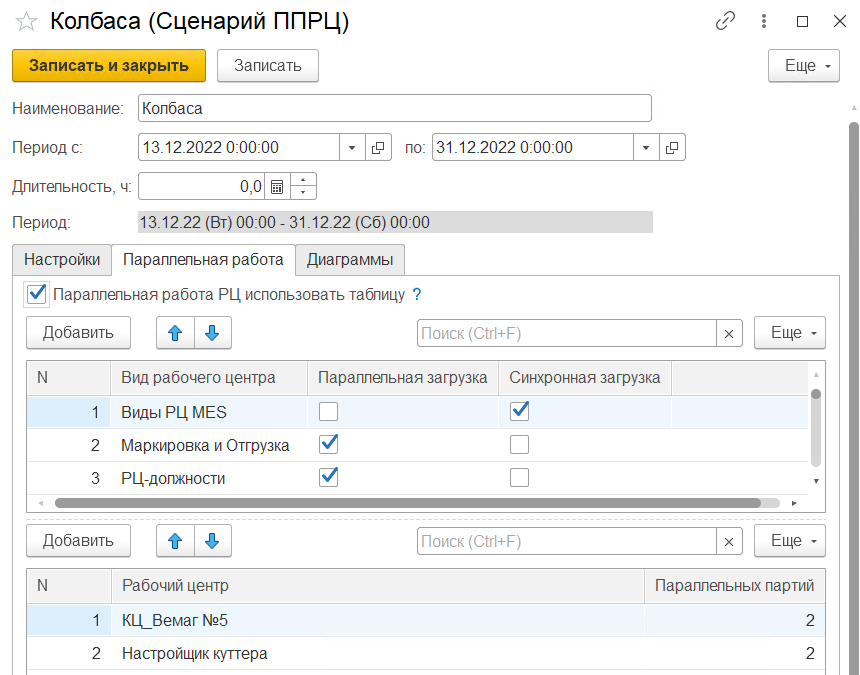 Колбаса (Сценарий ППРЦ)
Записать и закрыть Записать Еще
Наименование: Колбаса
Период с: 13.12.2022 0:00:00 по: 31.12.2022 0:00:00
Длительность, ч: 0,0
Период: 13.12.22 (Вт) 00:00 - 31.12.22 (Сб) 00:00
Настройки Параллельная работа Диаграммы
Параллельная работа РЦ использовать таблицу ?
Добавить Поиск (Ctrl+F) × Еще
N Вид рабочего центра Параллельная загрузка Синхронная загрузка
1 Виды РЦ MES
2 Маркировка и Отгрузка
3 РЦ-должности
Добавить Поиск (Ctrl+F) × Еще
N Рабочий центр Параллельных партий
1 КЦ_Вемаг №5 2
2 Настройщик куттера 2